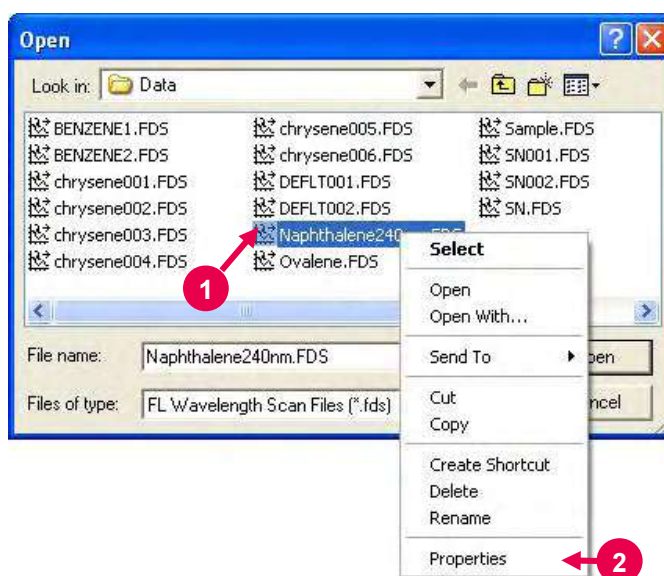 Open
Look in: Data
BENZENE1.FDS
BENZENE2.FDS
chrysene001.FDS
chrysene002.FDS
chrysene003.FDS
chrysene004.FDS
chrysene005.FDS
chrysene006.FDS
DEFLT001.FDS
DEFLT002.FDS
Naphthalene240nm.FDS
Ovalene.FDS
Sample.FDS
SN001.FDS
SN002.FDS
SN.FDS
1
File name: Naphthalene240nm.FDS
Files of type: FL Wavelength Scan Files (*.fds)
Select
Open
Open With...
Send To
Cut
Copy
Create Shortcut
Delete
Rename
Properties
2